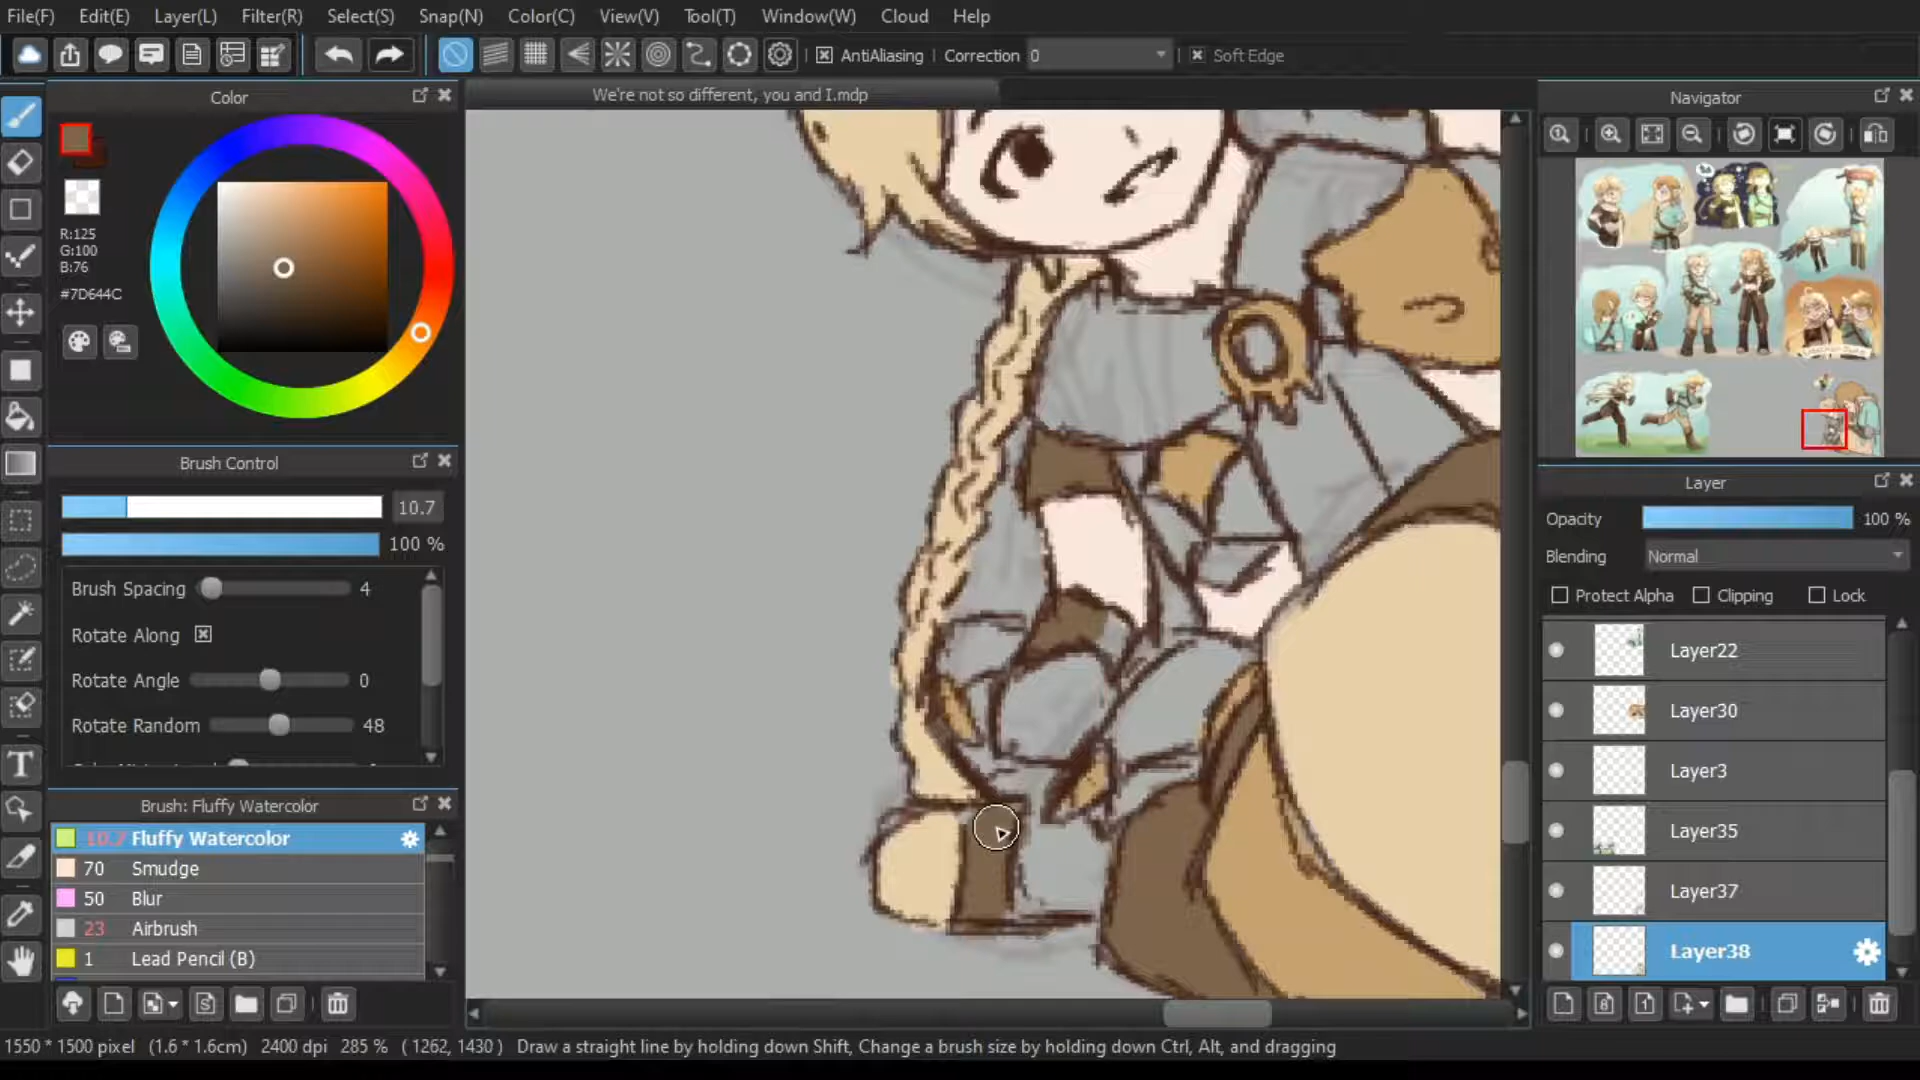 File(F) Edit(E) Layer(L) Filter(R) Select(S) Snap(N) Color(C) View(V) Tool(T) Window(W) Cloud Help
AntiAliasing Correction 0 Soft Edge
We're not so different, you and I.mdp
Color
R:125
G:100
B:76
#7D644C
Brush Control
10.7
100 %
Brush Spacing 4
Rotate Along
Rotate Angle 0
Rotate Random 48
Brush: Fluffy Watercolor
10.7 Fluffy Watercolor
70 Smudge
50 Blur
23 Airbrush
1 Lead Pencil (B)
Navigator
Layer
Opacity 100 %
Blending Normal
Protect Alpha Clipping Lock
Layer22
Layer30
Layer3
Layer35
Layer37
Layer38
1550 * 1500 pixel (1.6 * 1.6cm) 2400 dpi 285 % ( 1262, 1430 ) Draw a straight line by holding down Shift, Change a brush size by holding down Ctrl, Alt, and dragging